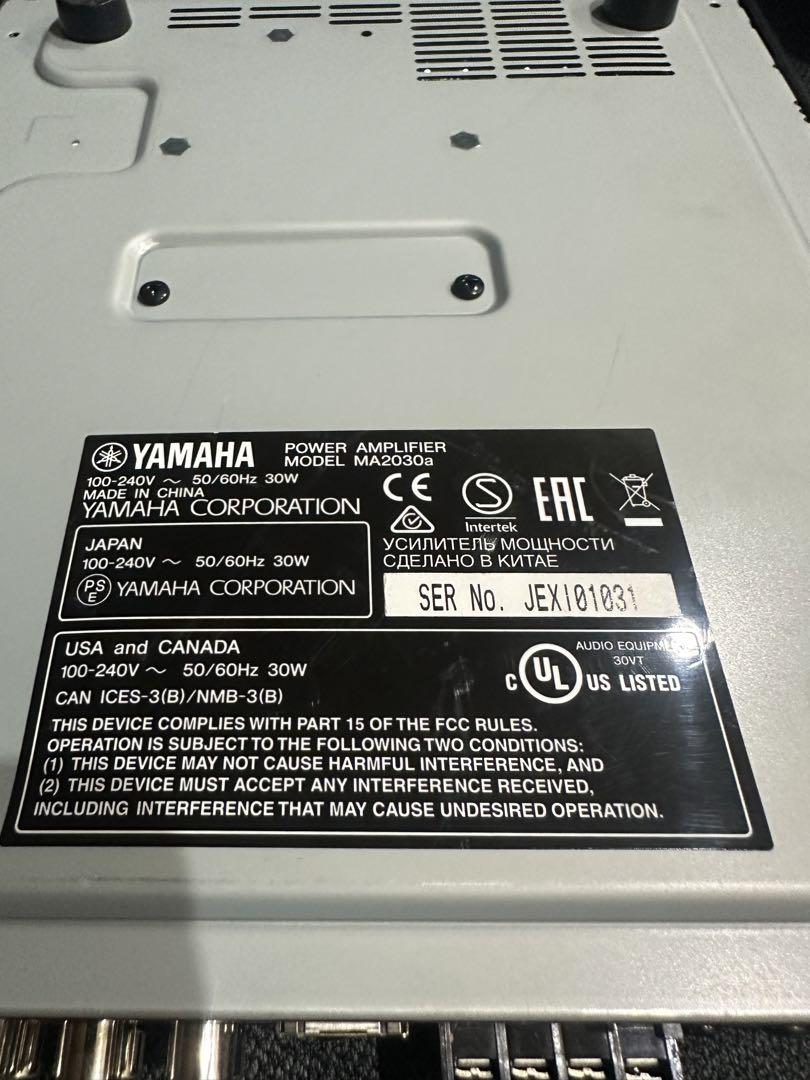 YAMAHA
POWER AMPLIFIER
MODEL MA2030a
100-240V ～ 50/60Hz 30W
MADE IN CHINA
YAMAHA CORPORATION
CE
Intertek
EAC
УСИЛИТЕЛЬ МОЩНОСТИ
СДЕЛАНО В КИТАЕ
SER No. JEXI01031
JAPAN
100-240V ～ 50/60Hz 30W
PSE YAMAHA CORPORATION
USA and CANADA
100-240V ～ 50/60Hz 30W
CAN ICES-3(B)/NMB-3(B)
AUDIO EQUIPMENT
30VT
C UL US LISTED
THIS DEVICE COMPLIES WITH PART 15 OF THE FCC RULES.
OPERATION IS SUBJECT TO THE FOLLOWING TWO CONDITIONS:
(1) THIS DEVICE MAY NOT CAUSE HARMFUL INTERFERENCE, AND
(2) THIS DEVICE MUST ACCEPT ANY INTERFERENCE RECEIVED,
INCLUDING INTERFERENCE THAT MAY CAUSE UNDESIRED OPERATION.